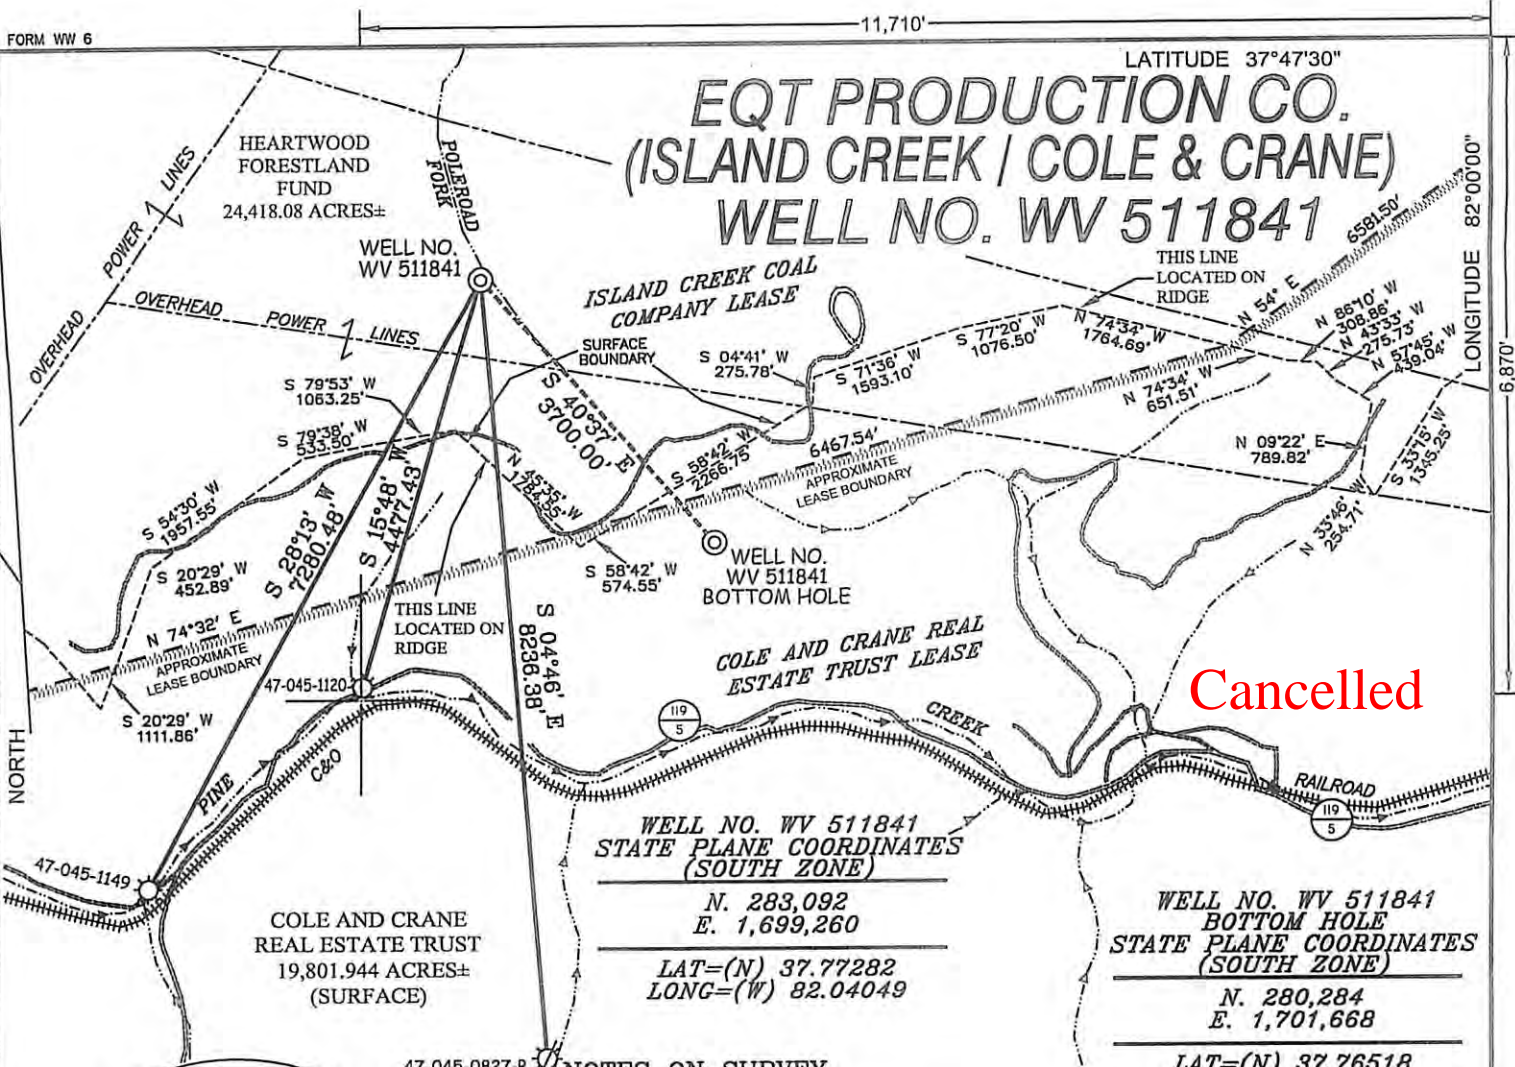 FORM WW 6
11,710'
LATITUDE 37°47'30"
EQT PRODUCTION CO.
(ISLAND CREEK / COLE & CRANE)
WELL NO. WV 511841
HEARTWOOD
FORESTLAND
FUND
24,418.08 ACRES±
POLEROAD
FORK
OVERHEAD POWER LINES
WELL NO.
WV 511841
OVERHEAD POWER LINES
ISLAND CREEK COAL
COMPANY LEASE
SURFACE
BOUNDARY
THIS LINE
LOCATED ON
RIDGE
LONGITUDE 82°00'00"
6,870'
N 54° E 6581.50'
N 86°10' W
308.86'
N 43°33' W
275.73'
N 57°45' W
439.04'
S 04°41' W
275.78'
S 71°36' W
1593.10'
S 77°20' W
1076.50'
N 74°34' W
1764.69'
N 74°34' W
651.51'
S 79°53' W
1063.25'
S 79°38' W
533.50'
S 40°37' E
3700.00'
S 28°13' W
7280.48'
S 15°48' W
4477.43'
N 45°35' W
1784.55'
S 58°42' W
2266.75'
6467.54'
APPROXIMATE
LEASE BOUNDARY
N 09°22' E
789.82'
S 33°15' W
1345.25'
N 33°46' W
254.71'
S 54°30' W
1957.55'
S 20°29' W
452.89'
S 58°42' W
574.55'
WELL NO.
WV 511841
BOTTOM HOLE
N 74°32' E
APPROXIMATE
LEASE BOUNDARY
THIS LINE
LOCATED ON
RIDGE
S 04°46' E
8236.38'
COLE AND CRANE REAL
ESTATE TRUST LEASE
Cancelled
47-045-1120
S 20°29' W
1111.86'
119
5
CREEK
NORTH
PINE
C&O
RAILROAD
119
5
47-045-1149
WELL NO. WV 511841
STATE PLANE COORDINATES
(SOUTH ZONE)
N. 283,092
E. 1,699,260
LAT=(N) 37.77282
LONG=(W) 82.04049
COLE AND CRANE
REAL ESTATE TRUST
19,801.944 ACRES±
(SURFACE)
WELL NO. WV 511841
BOTTOM HOLE
STATE PLANE COORDINATES
(SOUTH ZONE)
N. 280,284
E. 1,701,668
LAT=(N) 37.76518
47-045-0827-P
NOTES ON SURVEY